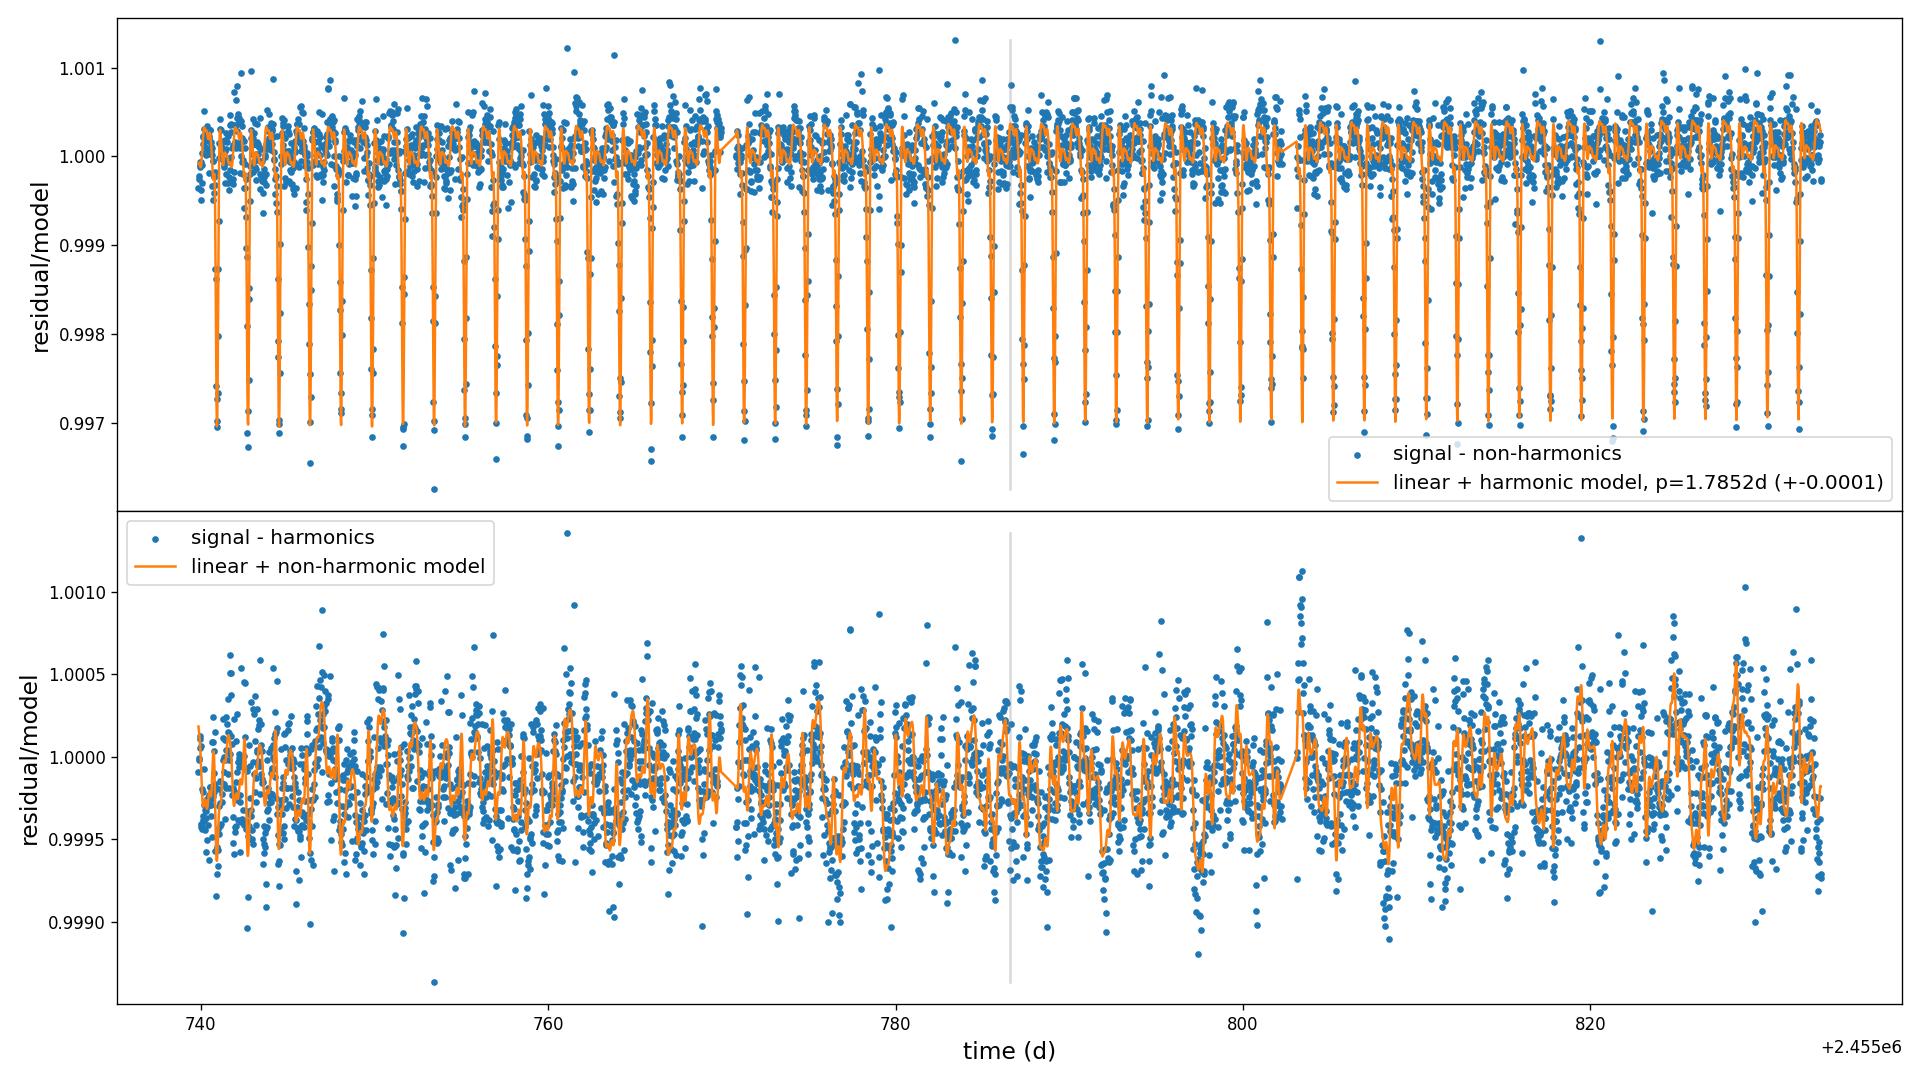 1.001
1.000
0.999
0.998
0.997
residual/model
signal - non-harmonics
linear + harmonic model, p=1.7852d (+-0.0001)
signal - harmonics
linear + non-harmonic model
1.0010
1.0005
1.0000
0.9995
0.9990
residual/model
740 760 780 800 820
time (d)
+2.455e6